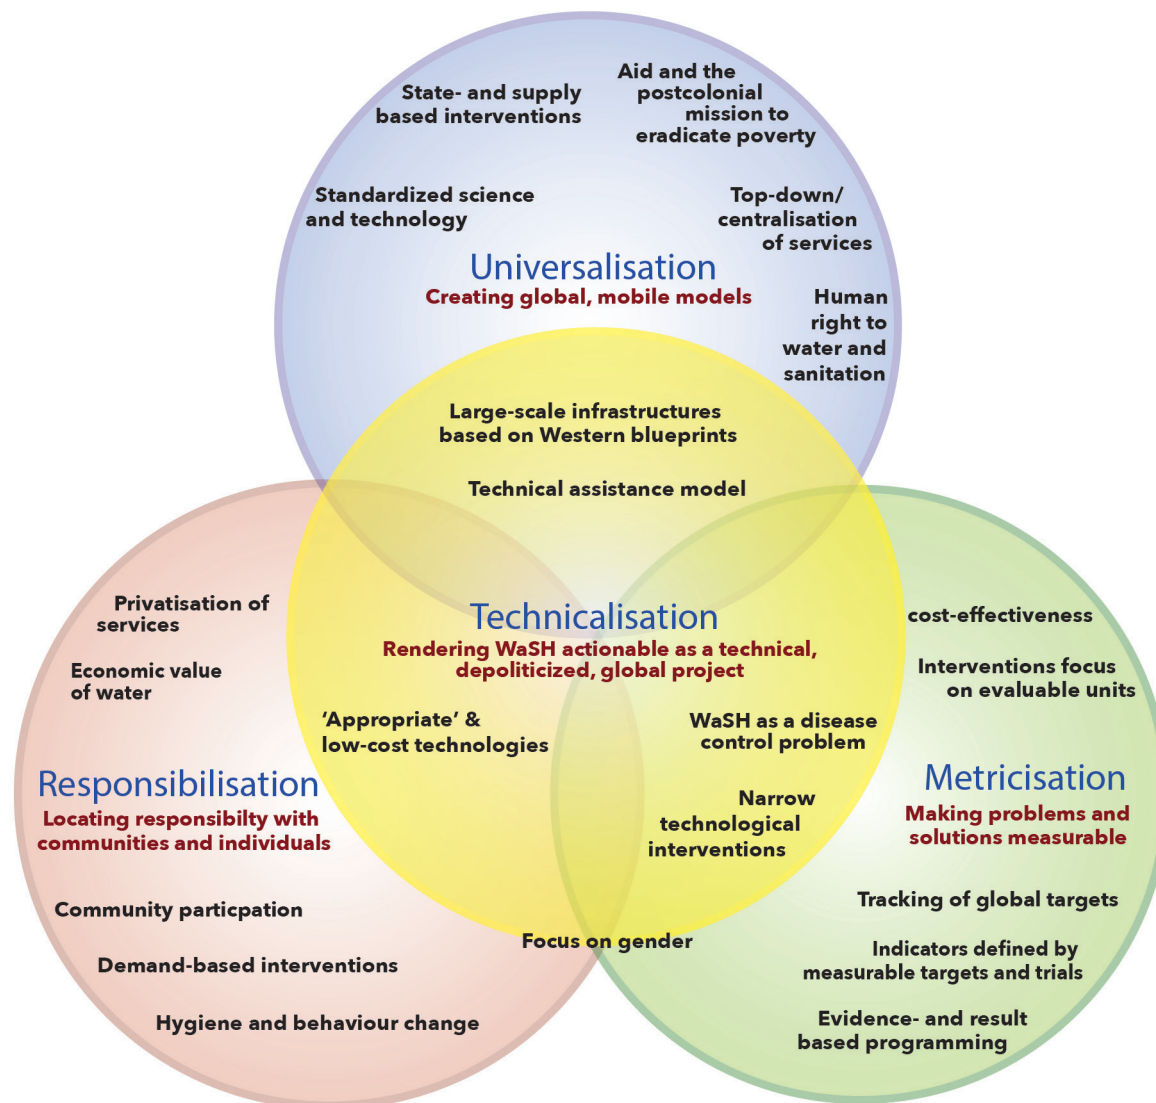 State- and supply
based interventions
Aid and the
postcolonial
mission to
eradicate poverty
Standardized science
and technology
Top-down/
centralisation
of services
Universalisation
Creating global, mobile models
Human
right to
water and
sanitation
Large-scale infrastructures
based on Western blueprints
Technical assistance model
Technicalisation
Rendering WaSH actionable as a technical,
depoliticized, global project
'Appropriate' &
low-cost technologies
WaSH as a disease
control problem
Narrow
technological
interventions
Privatisation of
services
Economic value
of water
Responsibilisation
Locating responsibilty with
communities and individuals
Community particpation
Demand-based interventions
Hygiene and behaviour change
Focus on gender
cost-effectiveness
Interventions focus
on evaluable units
Metricisation
Making problems and
solutions measurable
Tracking of global targets
Indicators defined by
measurable targets and trials
Evidence- and result
based programming